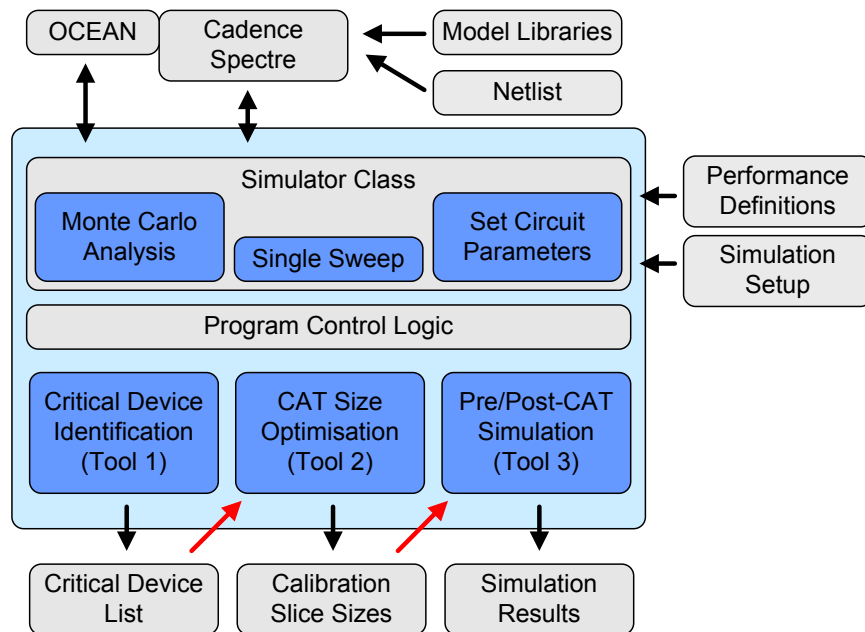 OCEAN
Cadence
Spectre
Model Libraries
Netlist
Simulator Class
Monte Carlo
Analysis
Single Sweep
Set Circuit
Parameters
Performance
Definitions
Simulation
Setup
Program Control Logic
Critical Device
Identification
(Tool 1)
CAT Size
Optimisation
(Tool 2)
Pre/Post-CAT
Simulation
(Tool 3)
Critical Device
List
Calibration
Slice Sizes
Simulation
Results